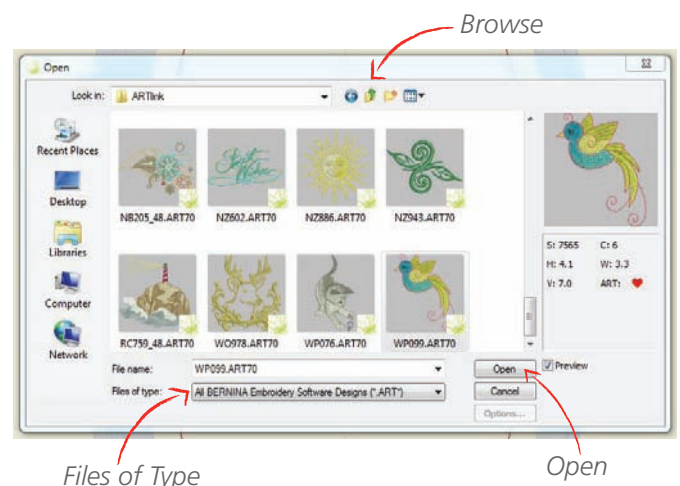 Browse
Open
Look in: ARTlink
Recent Places
Desktop
Libraries
Computer
Network
NB205_48.ART70 NZ602.ART70 NZ886.ART70 NZ943.ART70
RC759_48.ART70 WO978.ART70 WP076.ART70 WP099.ART70
S: 7565 C: 6
H: 4.1 W: 3.3
V: 7.0 ART:
File name: WP099.ART70 Open Preview
Files of type: All BERNINA Embroidery Software Designs (*.ART*) Cancel
Options...
Files of Type
Open